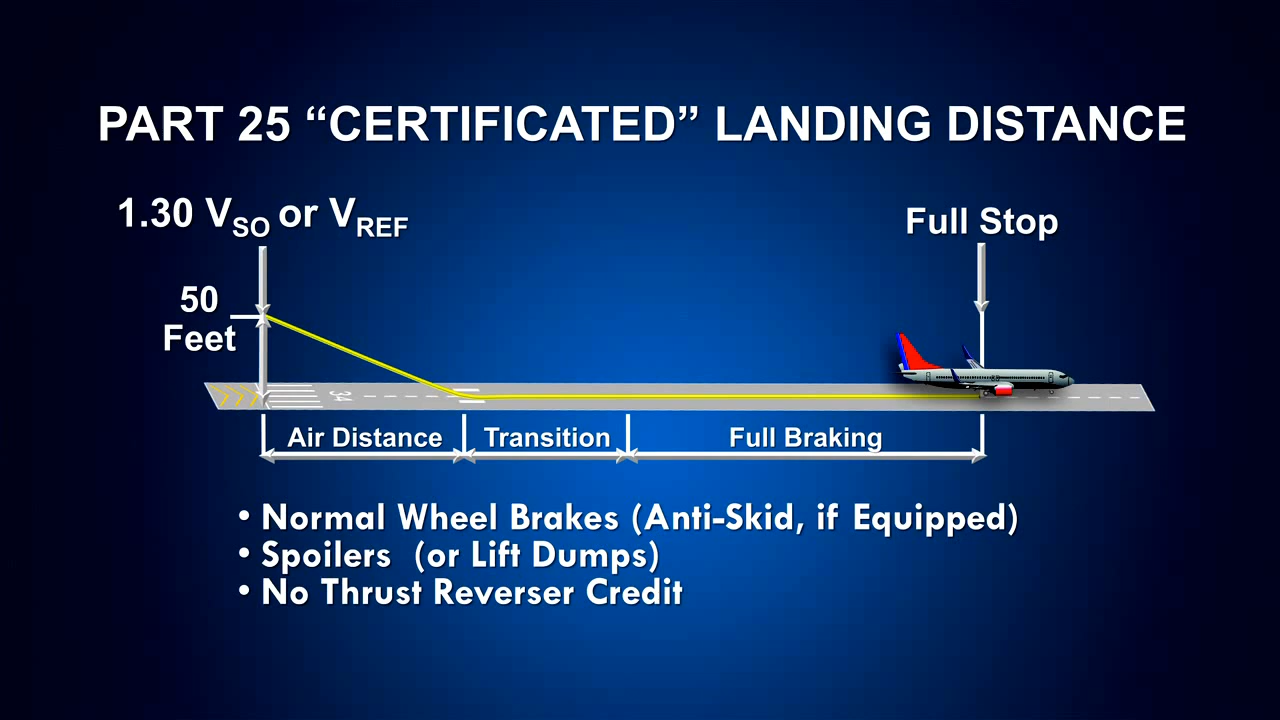 PART 25 “CERTIFICATED” LANDING DISTANCE
1.30 VSO or VREF
Full Stop
50
Feet
34
Air Distance
Transition
Full Braking
• Normal Wheel Brakes (Anti-Skid, if Equipped)
• Spoilers (or Lift Dumps)
• No Thrust Reverser Credit